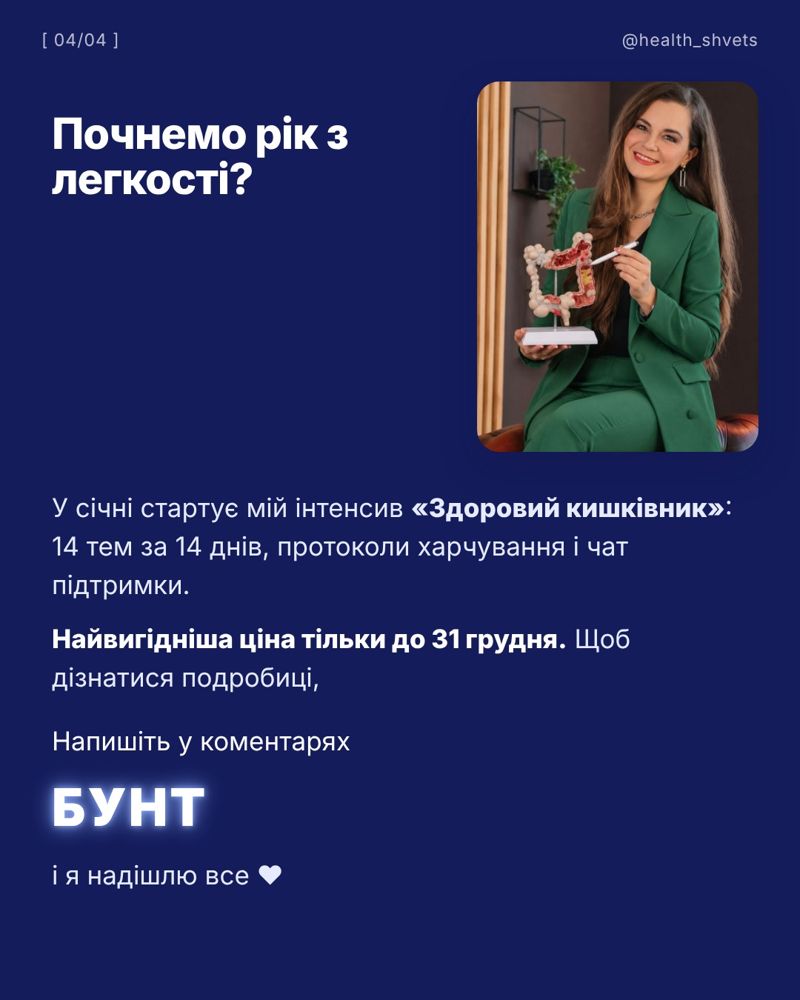 [ 04/04 ]
@health_shvets
Почнемо рік з
легкості?
У січні стартує мій інтенсив «Здоровий кишківник»:
14 тем за 14 днів, протоколи харчування і чат
підтримки.
Найвигідніша ціна тільки до 31 грудня. Щоб
дізнатися подробиці,
Напишіть у коментарях
БУНТ
і я надішлю все ♥